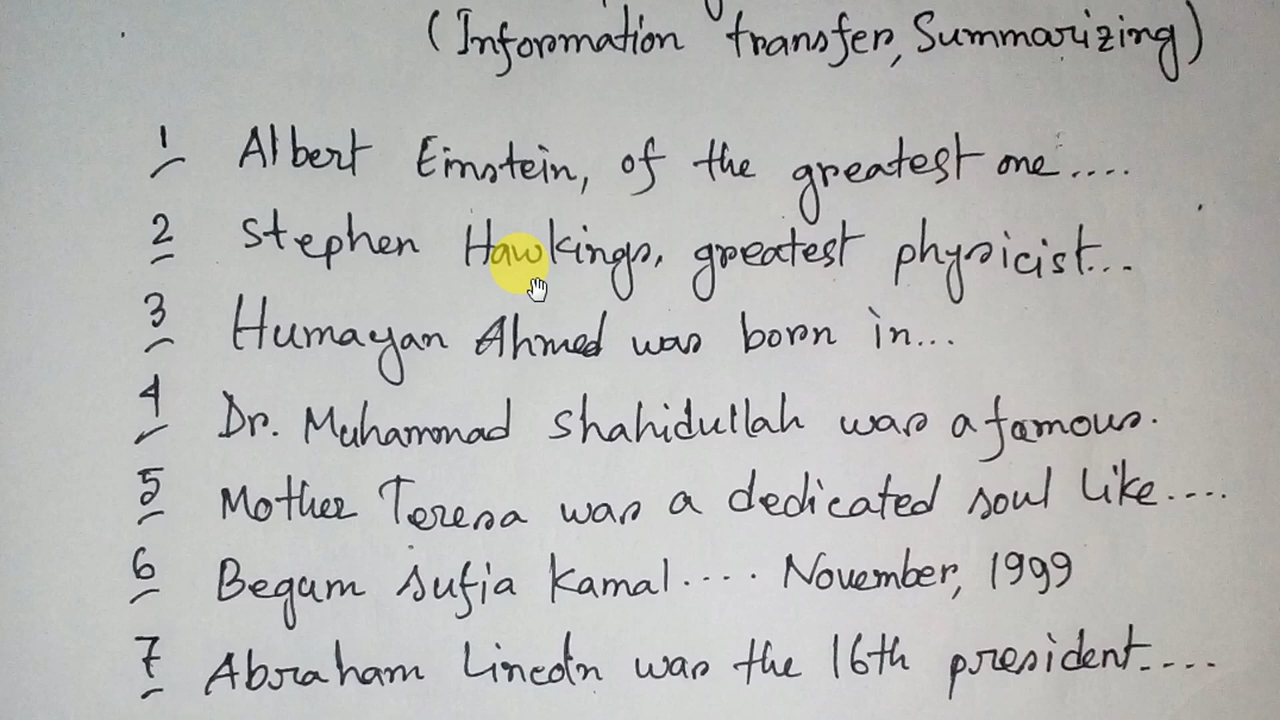 (Information transfer, Summarizing)
1 Albert Einstein, of the greatest one....
2 Stephen Hawkings, greatest physicist...
3 Humayan Ahmed was born in...
4 Dr. Muhammad Shahidullah was a famous.
5 Mother Teresa was a dedicated soul like....
6 Begum Sufia Kamal.... November, 1999
7 Abraham Lincoln was the 16th president....